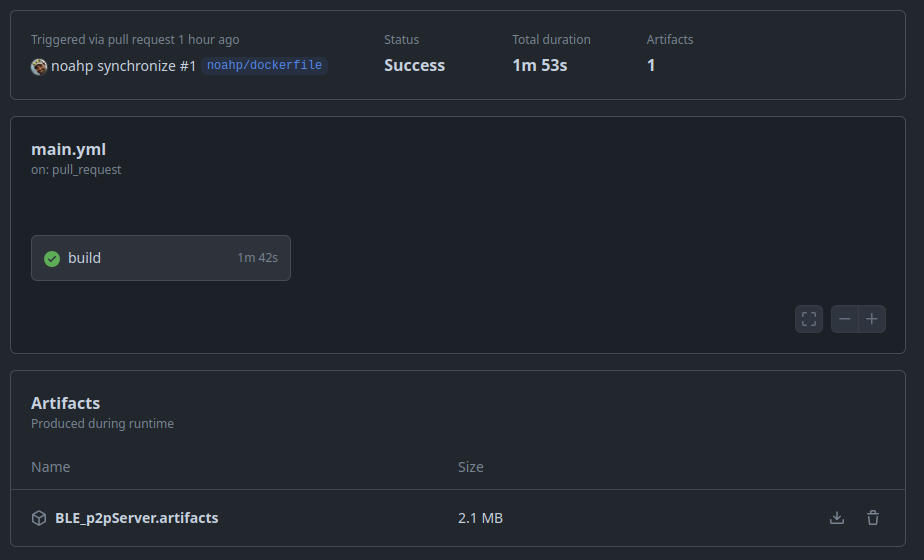 Triggered via pull request 1 hour ago
Status
Total duration
Artifacts
noahp synchronize #1 noahp/dockerfile
Success
1m 53s
1
main.yml
on: pull_request
build
1m 42s
Artifacts
Produced during runtime
Name
Size
BLE_p2pServer.artifacts
2.1 MB